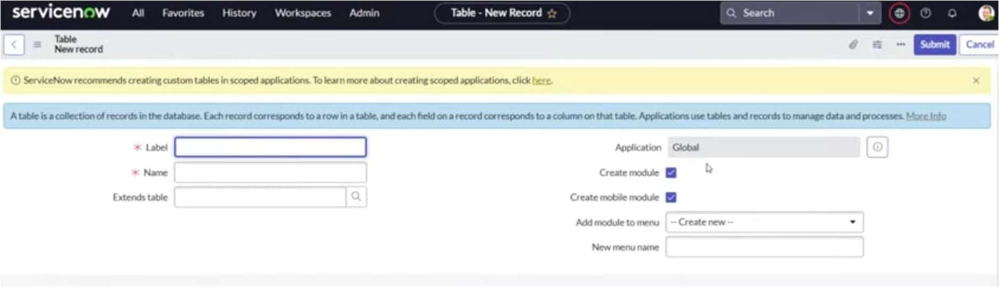 servicenow All Favorites History Workspaces Admin Table - New Record Search
Table
New record
Submit Cancel
ServiceNow recommends creating custom tables in scoped applications. To learn more about creating scoped applications, click here.
A table is a collection of records in the database. Each record corresponds to a row in a table, and each field on a record corresponds to a column on that table. Applications use tables and records to manage data and processes. More Info
* Label
* Name
Extends table
Application Global
Create module
Create mobile module
Add module to menu -- Create new --
New menu name